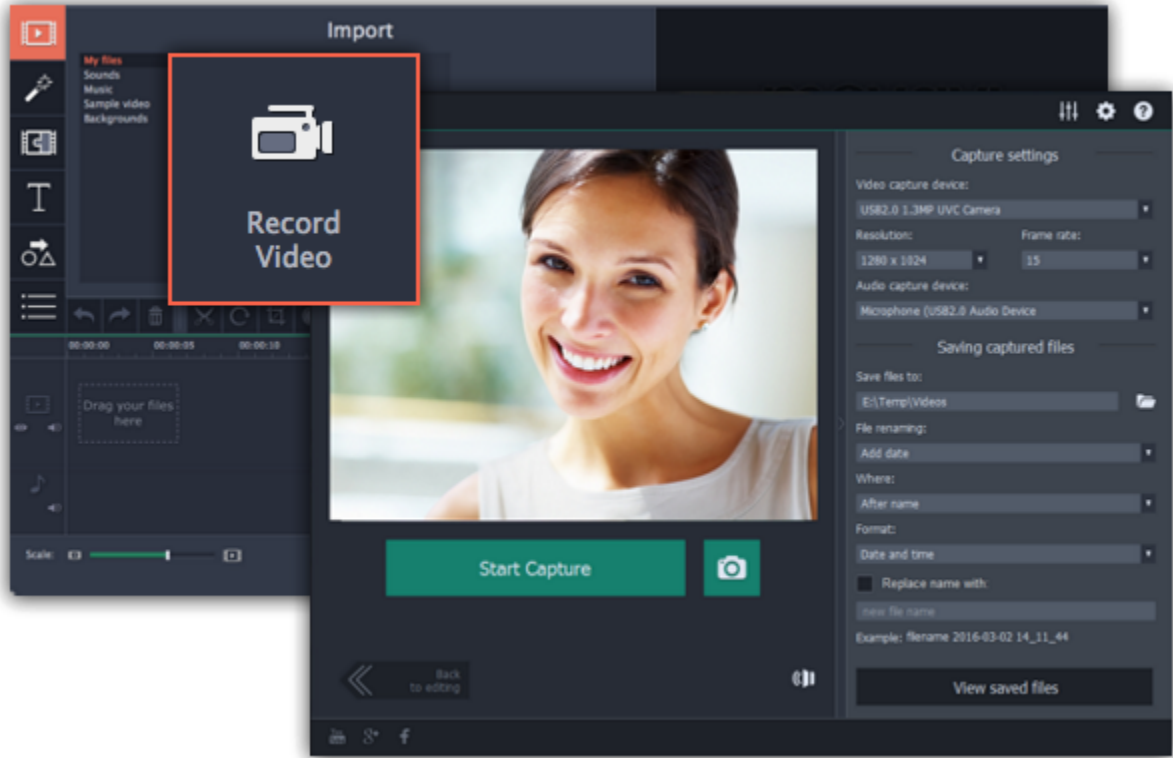 Import
My files
Sounds
Music
Sample video
Backgrounds
Record
Video
00:00:00 00:00:05 00:00:10
Drag your files
here
Scale:
Start Capture
Back
to editing
Capture settings
Video capture device:
USB2.0 1.3MP UVC Camera
Resolution: Frame rate:
1280 x 1024 15
Audio capture device:
Microphone (USB2.0 Audio Device
Saving captured files
Save files to:
E:\Temp\Videos
File renaming:
Add date
Where:
After name
Format:
Date and time
Replace name with:
new file name
Example: filename 2016-03-02 14_11_44
View saved files